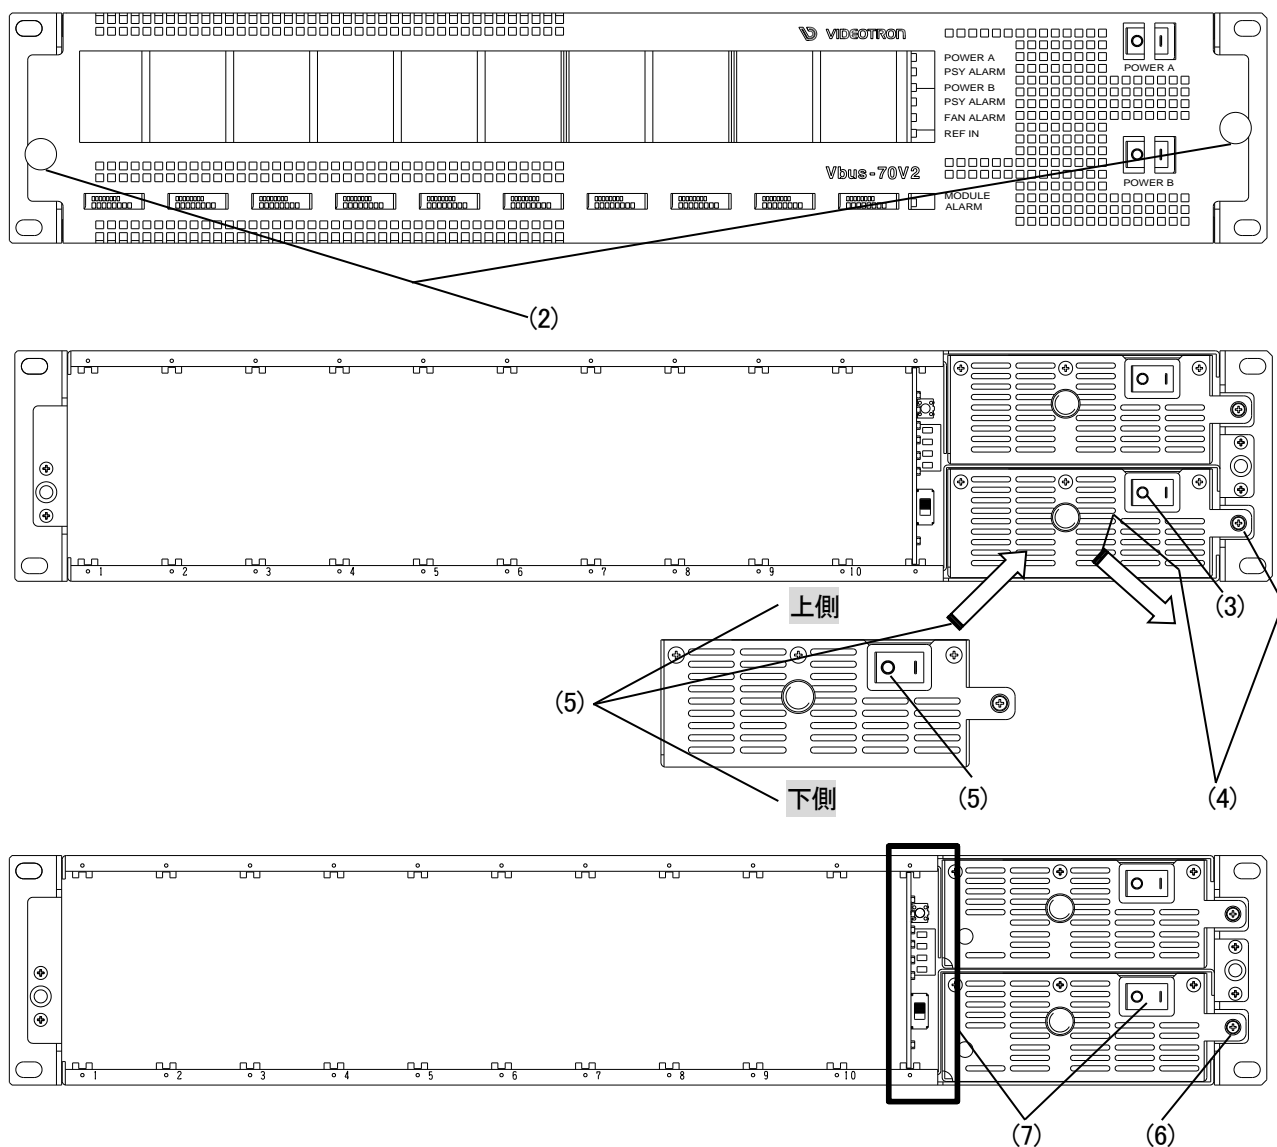 VIDEOTRON
POWER A
PSY ALARM
POWER B
PSY ALARM
FAN ALARM
REF IN
POWER A
Vbus-70V2
POWER B
MODULE
ALARM
(2)
1 2 3 4 5 6 7 8 9 10
(3)
上側
(5)
下側
(5)
(4)
1 2 3 4 5 6 7 8 9 10
(7)
(6)